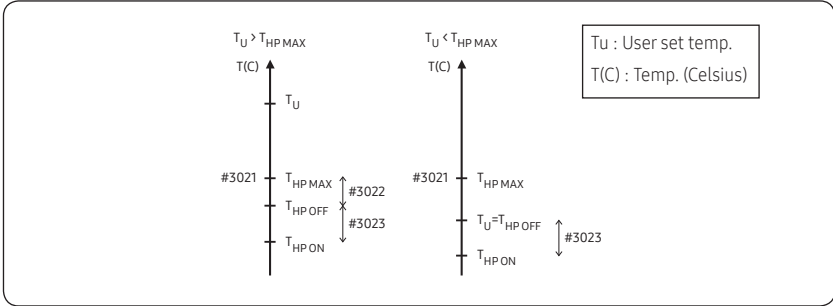 T_U > T_HP MAX
T(C)
T_U
#3021
T_HP MAX
#3022
T_HP OFF
#3023
T_HP ON
T_U < T_HP MAX
T(C)
#3021
T_HP MAX
T_U=T_HP OFF
#3023
T_HP ON
Tu : User set temp.
T(C) : Temp. (Celsius)